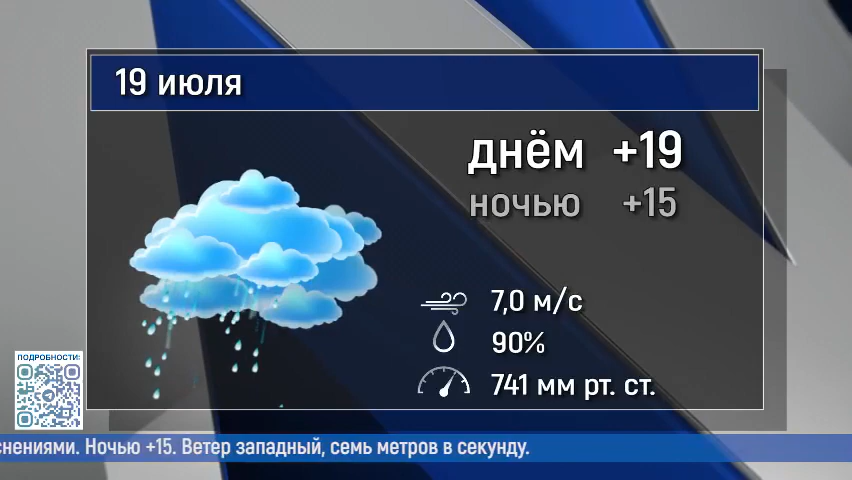 19 июля
днём +19
ночью +15
7,0 м/с
90%
741 мм рт. ст.
ПОДРОБНОСТИ:
Ночью +15. Ветер западный, семь метров в секунду.